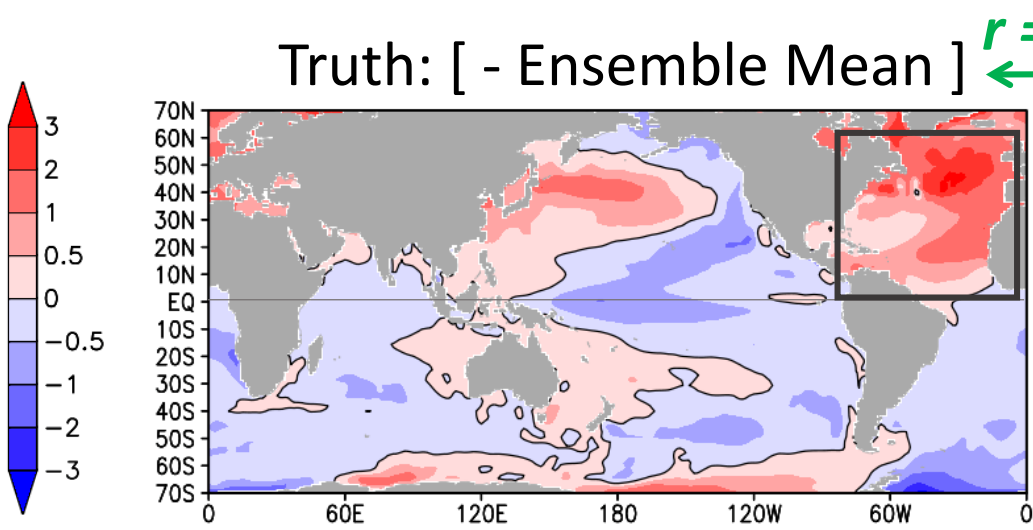 Truth: [ - Ensemble Mean ]
r =
3
2
1
0.5
0
−0.5
−1
−2
−3
70N
60N
50N
40N
30N
20N
10N
EQ
10S
20S
30S
40S
50S
60S
70S
0 60E 120E 180 120W 60W 0